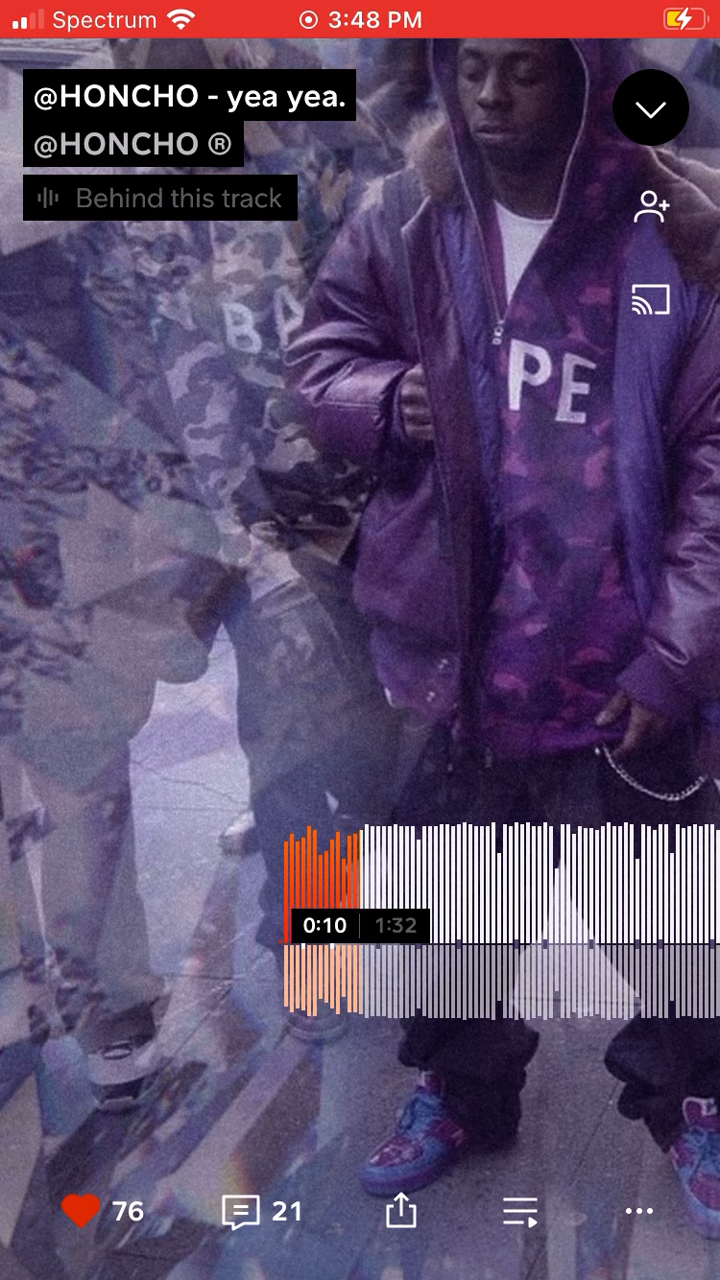 Spectrum 3:48 PM
@HONCHO - yea yea.
@HONCHO ®
Behind this track
BA
PE
0:10 1:32
76 21